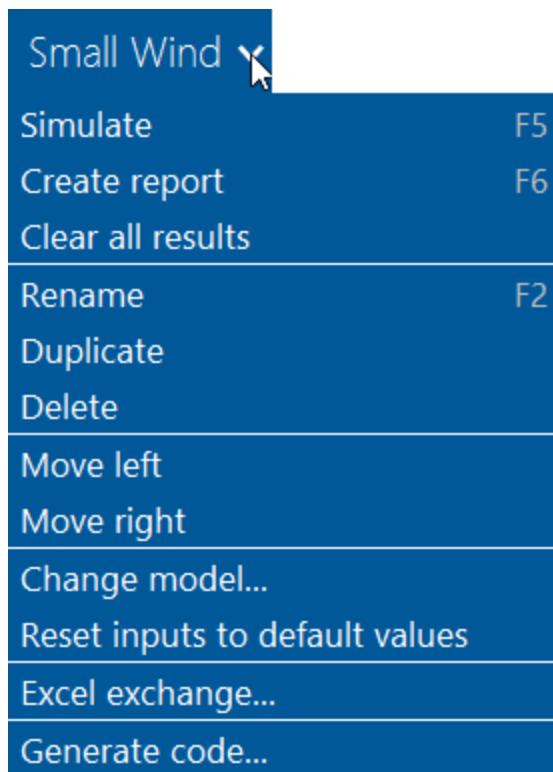 Small Wind
Simulate F5
Create report F6
Clear all results
Rename F2
Duplicate
Delete
Move left
Move right
Change model...
Reset inputs to default values
Excel exchange...
Generate code...